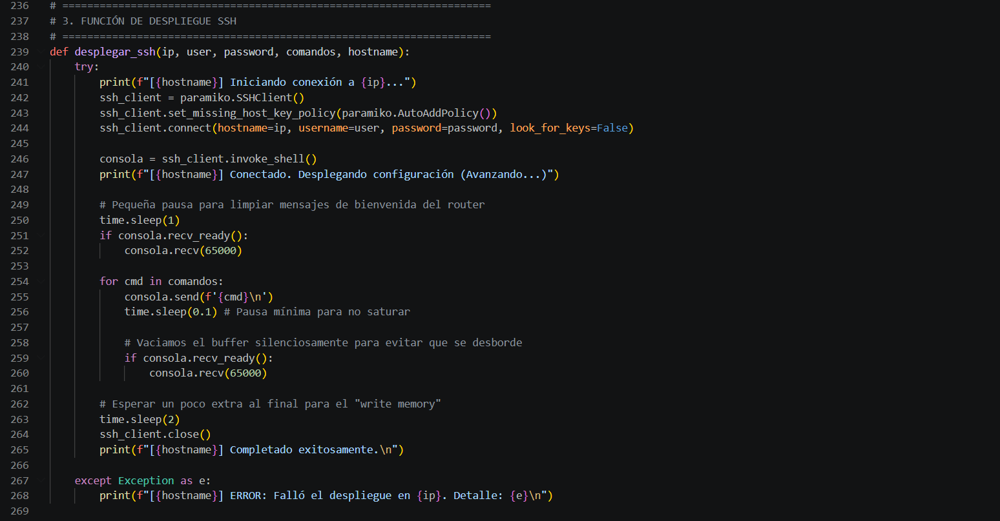 236 # =====================================================================
237 # 3. FUNCIÓN DE DESPLIEGUE SSH
238 # =====================================================================
239 def desplegar_ssh(ip, user, password, comandos, hostname):
240     try:
241         print(f"[{hostname}] Iniciando conexión a {ip}...")
242         ssh_client = paramiko.SSHClient()
243         ssh_client.set_missing_host_key_policy(paramiko.AutoAddPolicy())
244         ssh_client.connect(hostname=ip, username=user, password=password, look_for_keys=False)
245
246         consola = ssh_client.invoke_shell()
247         print(f"[{hostname}] Conectado. Desplegando configuración (Avanzando...)")
248
249         # Pequeña pausa para limpiar mensajes de bienvenida del router
250         time.sleep(1)
251         if consola.recv_ready():
252             consola.recv(65000)
253
254         for cmd in comandos:
255             consola.send(f'{cmd}\n')
256             time.sleep(0.1) # Pausa mínima para no saturar
257
258             # Vaciamos el buffer silenciosamente para evitar que se desborde
259             if consola.recv_ready():
260                 consola.recv(65000)
261
262         # Esperar un poco extra al final para el "write memory"
263         time.sleep(2)
264         ssh_client.close()
265         print(f"[{hostname}] Completado exitosamente.\n")
266
267     except Exception as e:
268         print(f"[{hostname}] ERROR: Falló el despliegue en {ip}. Detalle: {e}\n")
269